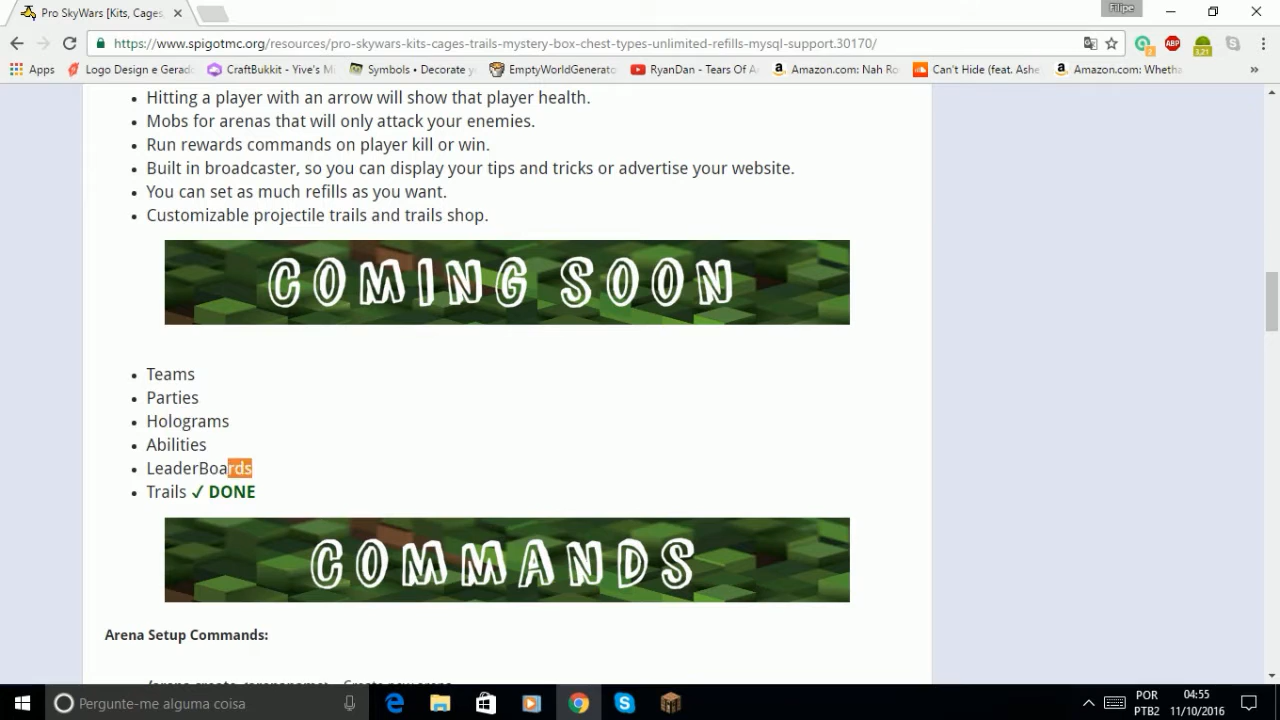 Pro SkyWars [Kits, Cages,
Filipe
https://www.spigotmc.org/resources/pro-skywars-kits-cages-trails-mystery-box-chest-types-unlimited-refills-mysql-support.30170/
ABP
3,21
Apps
Logo Design e Gerado
CraftBukkit - Yive's Mi
Symbols • Decorate y
EmptyWorldGenerato
RyanDan - Tears Of A
Amazon.com: Nah Ro
Can't Hide (feat. Ashe
Amazon.com: Wheth
»
• Hitting a player with an arrow will show that player health.
• Mobs for arenas that will only attack your enemies.
• Run rewards commands on player kill or win.
• Built in broadcaster, so you can display your tips and tricks or advertise your website.
• You can set as much refills as you want.
• Customizable projectile trails and trails shop.
COMING SOON
• Teams
• Parties
• Holograms
• Abilities
• LeaderBoards
• Trails ✓ DONE
COMMANDS
Arena Setup Commands:
Pergunte-me alguma coisa
POR
PTB2
04:55
11/10/2016